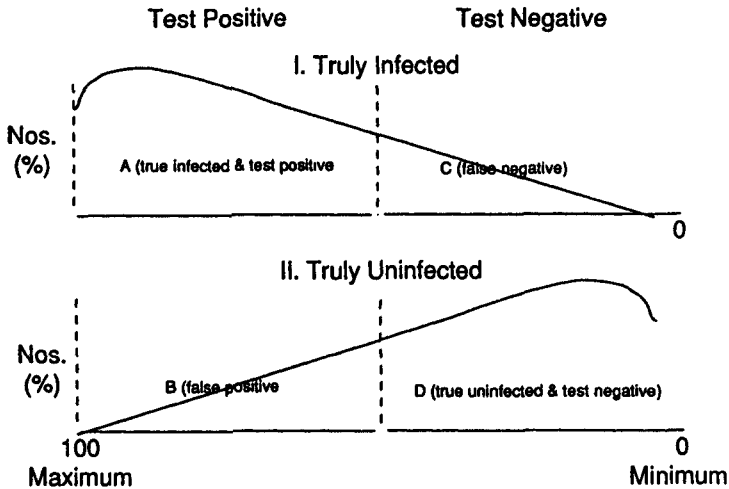 Test Positive Test Negative
I. Truly Infected
Nos.
(%)
A (true infected & test positive
C (false negative)
0
II. Truly Uninfected
Nos.
(%)
B (false positive
D (true uninfected & test negative)
100
0
Maximum
Minimum